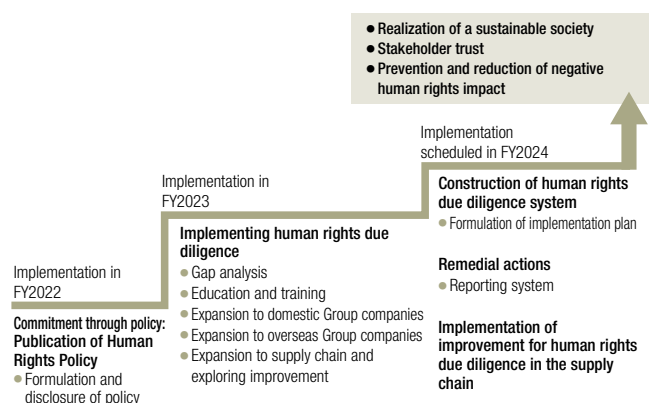 ● Realization of a sustainable society
● Stakeholder trust
● Prevention and reduction of negative
human rights impact
Implementation
scheduled in FY2024
Construction of human rights
due diligence system
● Formulation of implementation plan
Remedial actions
● Reporting system
Implementation of
improvement for human rights
due diligence in the supply
chain
Implementation in
FY2023
Implementing human rights due
diligence
● Gap analysis
● Education and training
● Expansion to domestic Group companies
● Expansion to overseas Group companies
● Expansion to supply chain and
exploring improvement
Implementation in
FY2022
Commitment through policy:
Publication of Human
Rights Policy
● Formulation and
disclosure of policy